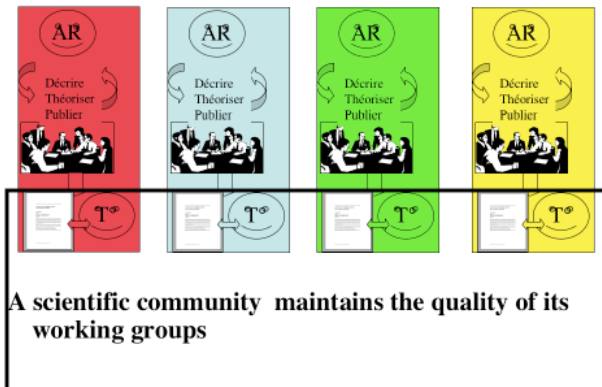 AR AR AR AR
Décrire Décrire Décrire Décrire
Théoriser Théoriser Théoriser Théoriser
Publier Publier Publier Publier
T° T° T° T°
A scientific community maintains the quality of its
working groups